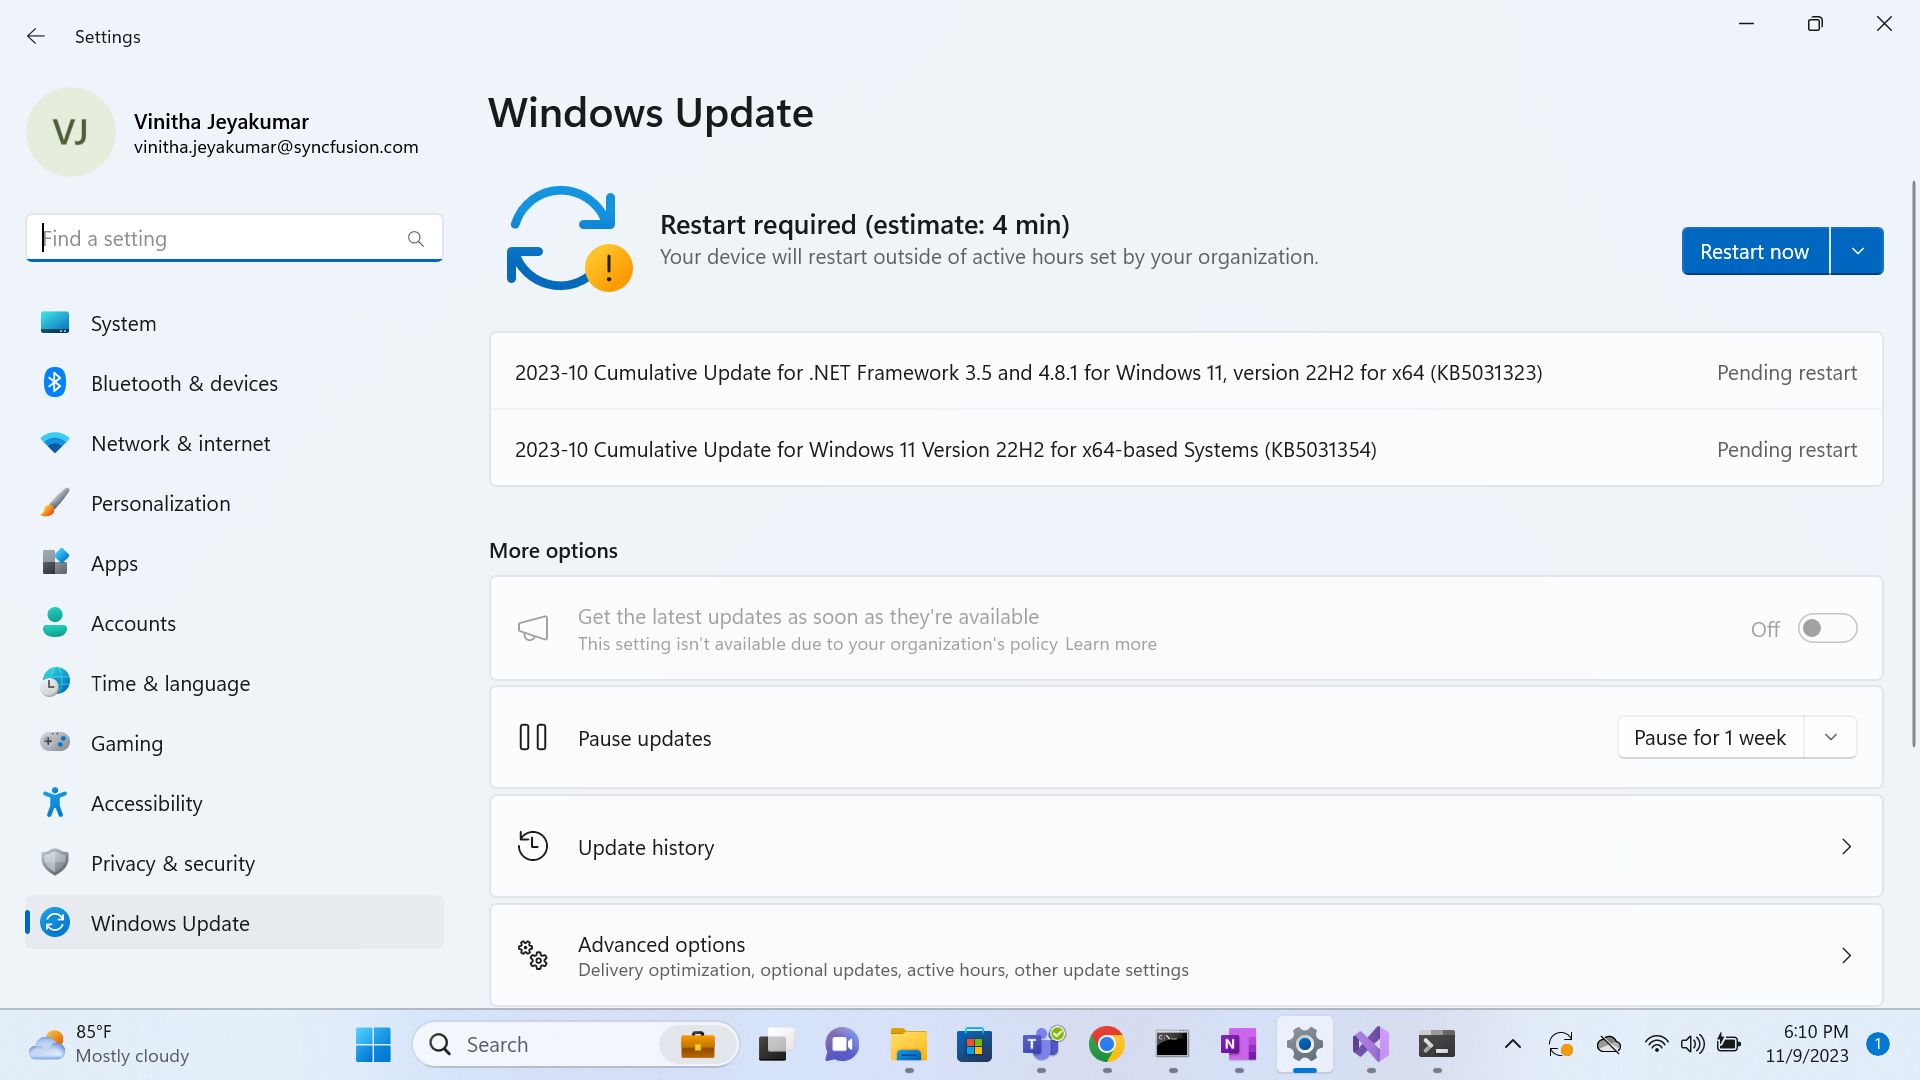 Settings
VJ
Vinitha Jeyakumar
vinitha.jeyakumar@syncfusion.com
Find a setting
System
Bluetooth & devices
Network & internet
Personalization
Apps
Accounts
Time & language
Gaming
Accessibility
Privacy & security
Windows Update
Windows Update
Restart required (estimate: 4 min)
Your device will restart outside of active hours set by your organization.
Restart now
2023-10 Cumulative Update for .NET Framework 3.5 and 4.8.1 for Windows 11, version 22H2 for x64 (KB5031323)
Pending restart
2023-10 Cumulative Update for Windows 11 Version 22H2 for x64-based Systems (KB5031354)
Pending restart
More options
Get the latest updates as soon as they're available
This setting isn't available due to your organization's policy Learn more
Off
Pause updates
Pause for 1 week
Update history
Advanced options
Delivery optimization, optional updates, active hours, other update settings
85°F
Mostly cloudy
Search
6:10 PM
11/9/2023
1